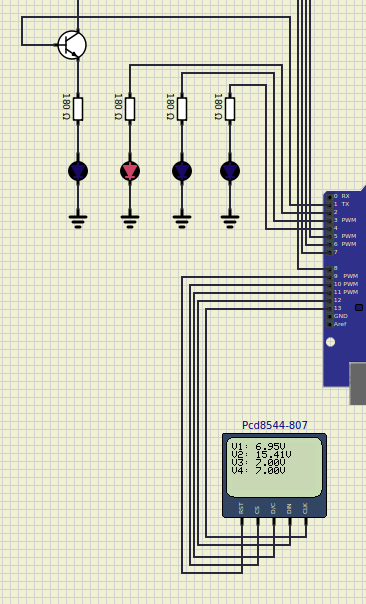 180 Ω
180 Ω
180 Ω
180 Ω
0 RX
1 TX
2
3 PWM
4
5 PWM
6 PWM
7
8
9 PWM
10 PWM
11 PWM
12
13
GND
Aref
Pcd8544-807
V1: 6.95V
V2: 15.41V
V3: 7.00V
V4: 7.00V
RST CS D/C DIN CLK